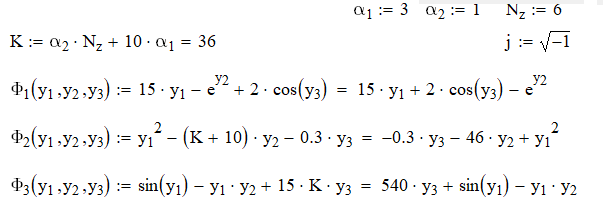 α₁ := 3 α₂ := 1 N_z := 6
K := α₂ · N_z + 10 · α₁ = 36 j := √−1
Φ₁(y₁,y₂,y₃) := 15 · y₁ − e^y2 + 2 · cos(y₃) = 15 · y₁ + 2 · cos(y₃) − e^y2
Φ₂(y₁,y₂,y₃) := y₁² − (K + 10) · y₂ − 0.3 · y₃ = −0.3 · y₃ − 46 · y₂ + y₁²
Φ₃(y₁,y₂,y₃) := sin(y₁) − y₁ · y₂ + 15 · K · y₃ = 540 · y₃ + sin(y₁) − y₁ · y₂